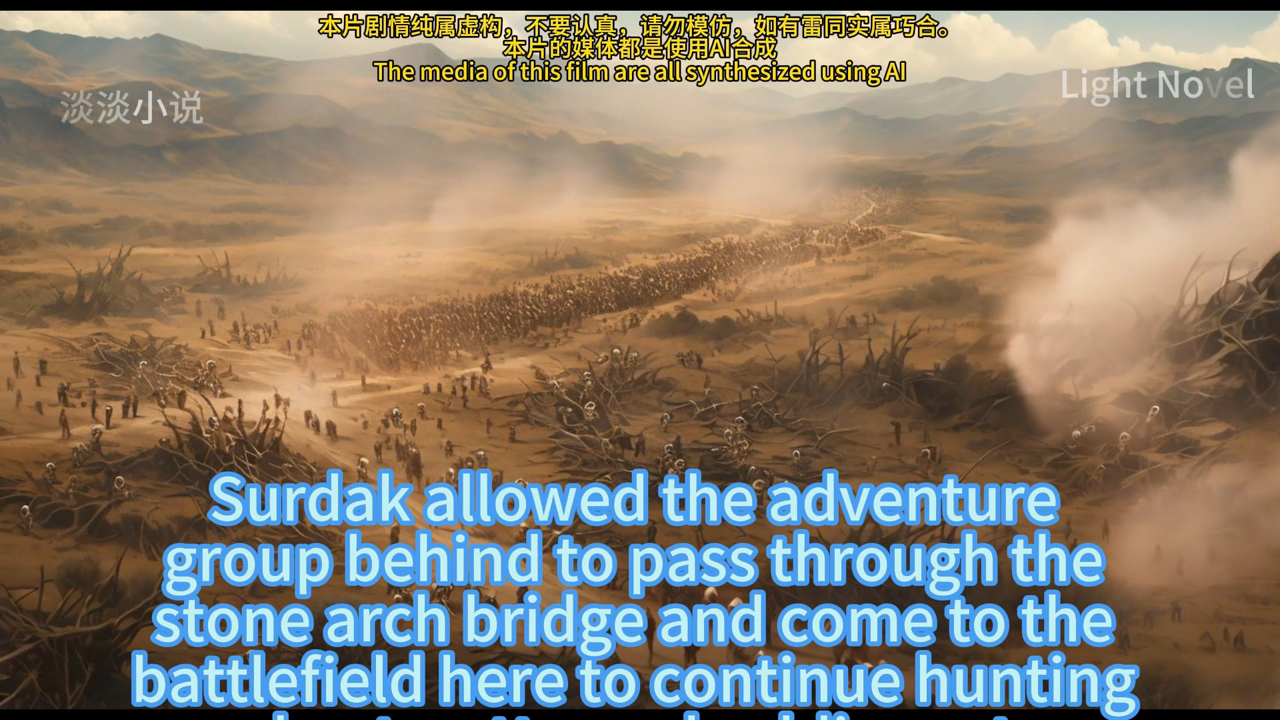 本片剧情纯属虚构，不要认真，请勿模仿，如有雷同实属巧合。
本片的媒体都是使用AI合成
The media of this film are all synthesized using AI
淡淡小说
Light Novel
Surdak allowed the adventure
group behind to pass through the
stone arch bridge and come to the
battlefield here to continue hunting